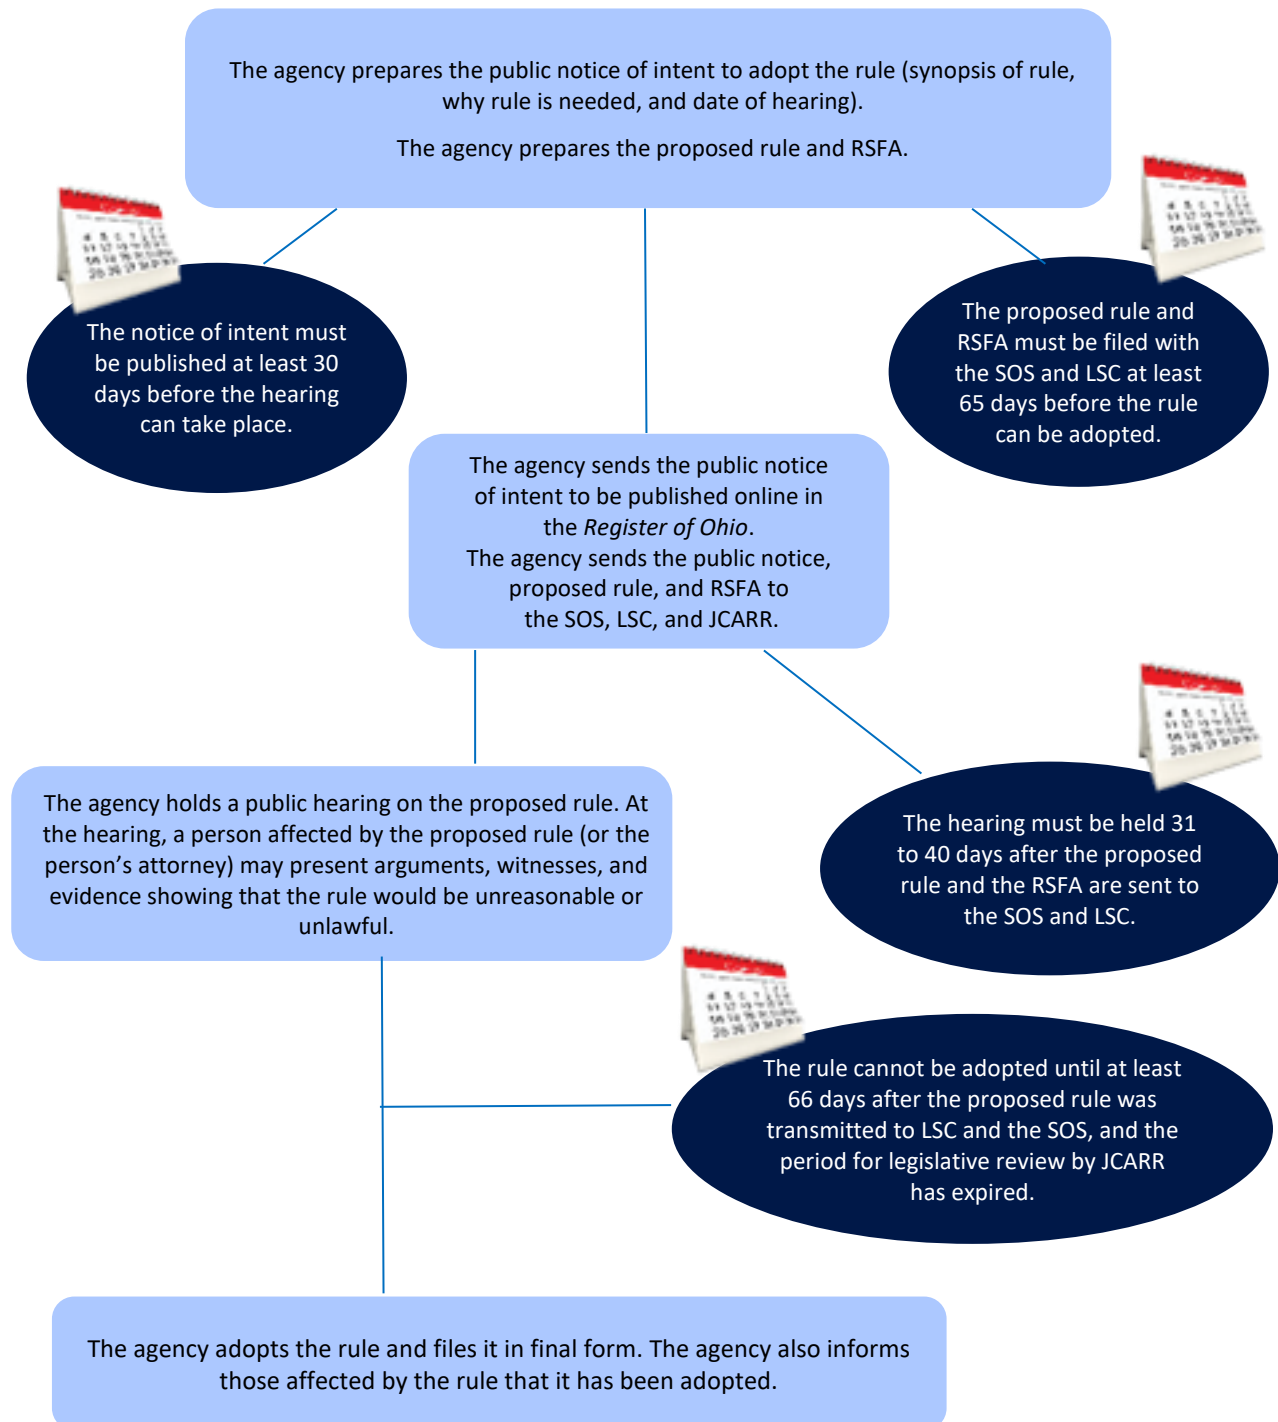 The agency prepares the public notice of intent to adopt the rule (synopsis of rule,
why rule is needed, and date of hearing).
The agency prepares the proposed rule and RSFA.
The notice of intent must
be published at least 30
days before the hearing
can take place.
The proposed rule and
RSFA must be filed with
the SOS and LSC at least
65 days before the rule
can be adopted.
The agency sends the public notice
of intent to be published online in
the Register of Ohio.
The agency sends the public notice,
proposed rule, and RSFA to
the SOS, LSC, and JCARR.
The agency holds a public hearing on the proposed rule. At
the hearing, a person affected by the proposed rule (or the
person’s attorney) may present arguments, witnesses, and
evidence showing that the rule would be unreasonable or
unlawful.
The hearing must be held 31
to 40 days after the proposed
rule and the RSFA are sent to
the SOS and LSC.
The rule cannot be adopted until at least
66 days after the proposed rule was
transmitted to LSC and the SOS, and the
period for legislative review by JCARR
has expired.
The agency adopts the rule and files it in final form. The agency also informs
those affected by the rule that it has been adopted.